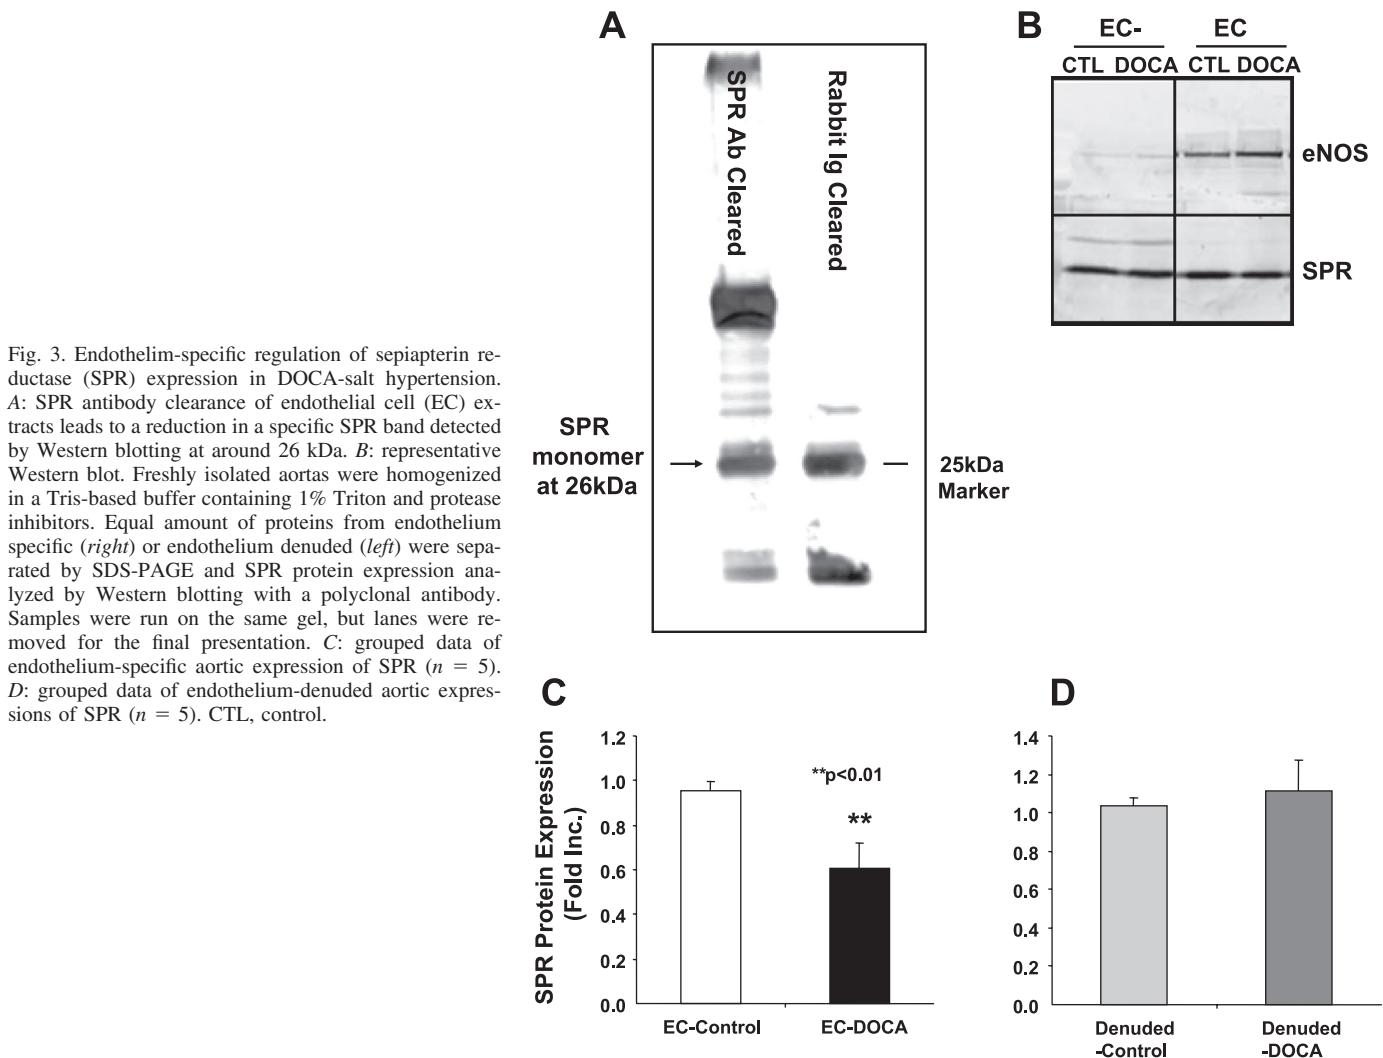 Fig. 3. Endothelim-specific regulation of sepiapterin re-
ductase (SPR) expression in DOCA-salt hypertension.
A: SPR antibody clearance of endothelial cell (EC) ex-
tracts leads to a reduction in a specific SPR band detected
by Western blotting at around 26 kDa. B: representative
Western blot. Freshly isolated aortas were homogenized
in a Tris-based buffer containing 1% Triton and protease
inhibitors. Equal amount of proteins from endothelium
specific (right) or endothelium denuded (left) were sepa-
rated by SDS-PAGE and SPR protein expression ana-
lyzed by Western blotting with a polyclonal antibody.
Samples were run on the same gel, but lanes were re-
moved for the final presentation. C: grouped data of
endothelium-specific aortic expression of SPR (n = 5).
D: grouped data of endothelium-denuded aortic expres-
sions of SPR (n = 5). CTL, control.
A
SPR Ab Cleared
Rabbit Ig Cleared
SPR
monomer
at 26kDa
25kDa
Marker
B
EC- EC
CTL DOCA CTL DOCA
eNOS
SPR
C
SPR Protein Expression
(Fold Inc.)
1.2
1.0
0.8
0.6
0.4
0.2
0.0
**p<0.01
**
EC-Control EC-DOCA
D
1.4
1.2
1.0
0.8
0.6
0.4
0.2
0.0
Denuded
-Control
Denuded
-DOCA